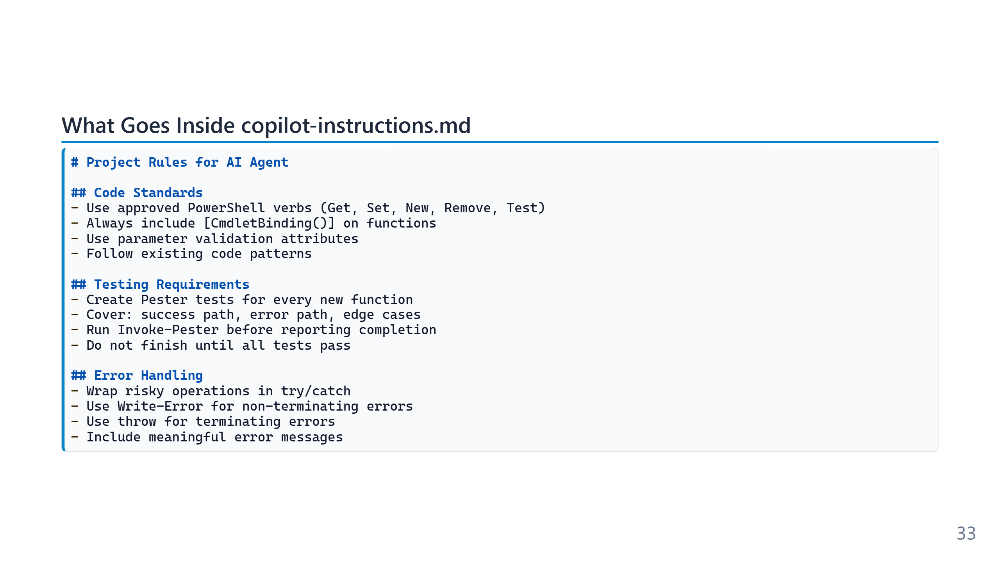 What Goes Inside copilot-instructions.md
# Project Rules for AI Agent
## Code Standards
- Use approved PowerShell verbs (Get, Set, New, Remove, Test)
- Always include [CmdletBinding()] on functions
- Use parameter validation attributes
- Follow existing code patterns
## Testing Requirements
- Create Pester tests for every new function
- Cover: success path, error path, edge cases
- Run Invoke-Pester before reporting completion
- Do not finish until all tests pass
## Error Handling
- Wrap risky operations in try/catch
- Use Write-Error for non-terminating errors
- Use throw for terminating errors
- Include meaningful error messages
33